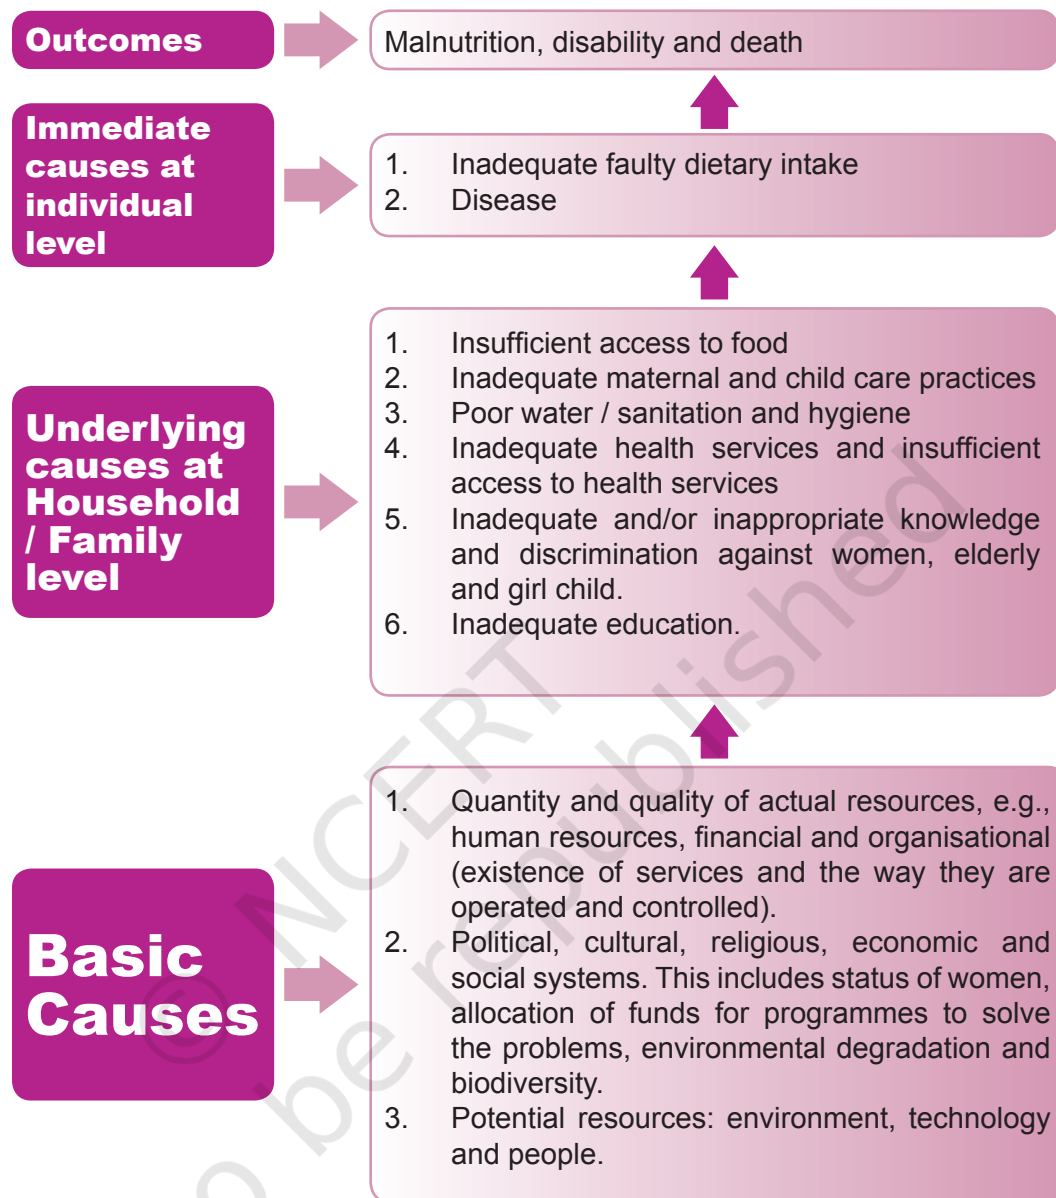 Outcomes
Malnutrition, disability and death
Immediate
causes at
individual
level
1. Inadequate faulty dietary intake
2. Disease
Underlying
causes at
Household
/ Family
level
1. Insufficient access to food
2. Inadequate maternal and child care practices
3. Poor water / sanitation and hygiene
4. Inadequate health services and insufficient
access to health services
5. Inadequate and/or inappropriate knowledge
and discrimination against women, elderly
and girl child.
6. Inadequate education.
Basic
Causes
1. Quantity and quality of actual resources, e.g.,
human resources, financial and organisational
(existence of services and the way they are
operated and controlled).
2. Political, cultural, religious, economic and
social systems. This includes status of women,
allocation of funds for programmes to solve
the problems, environmental degradation and
biodiversity.
3. Potential resources: environment, technology
and people.
© NCERT
o be republished